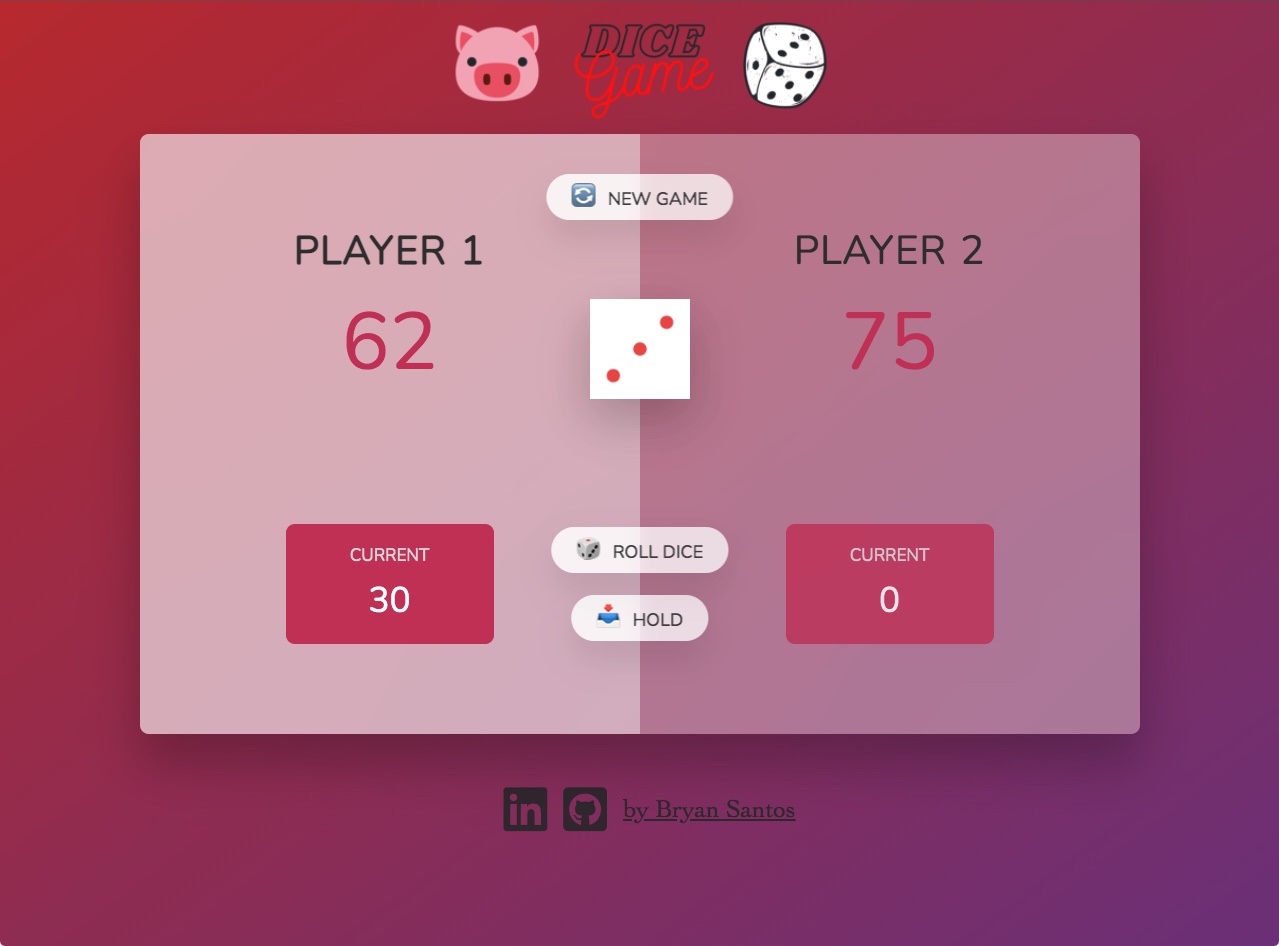 DICE
Game
NEW GAME
PLAYER 1
PLAYER 2
62
75
CURRENT
30
ROLL DICE
HOLD
CURRENT
0
in
by Bryan Santos